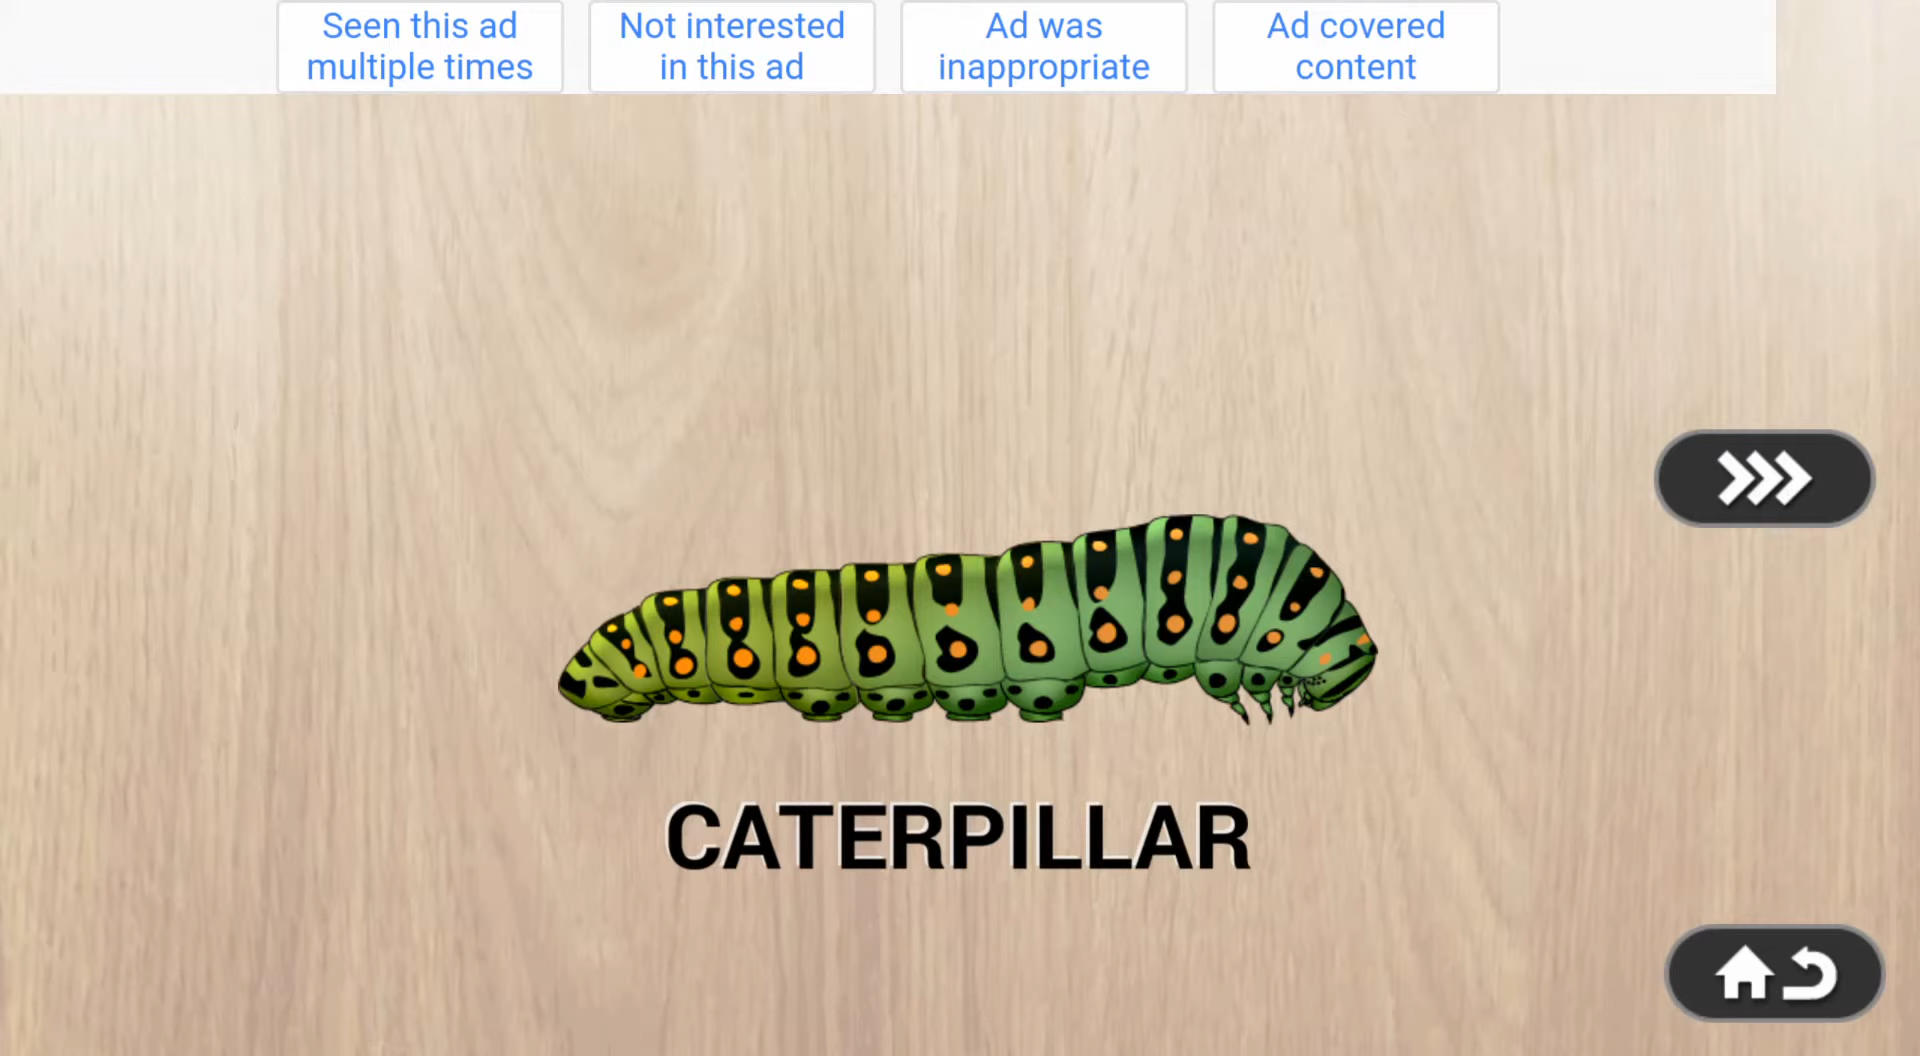 Seen this ad
multiple times
Not interested
in this ad
Ad was
inappropriate
Ad covered
content
CATERPILLAR